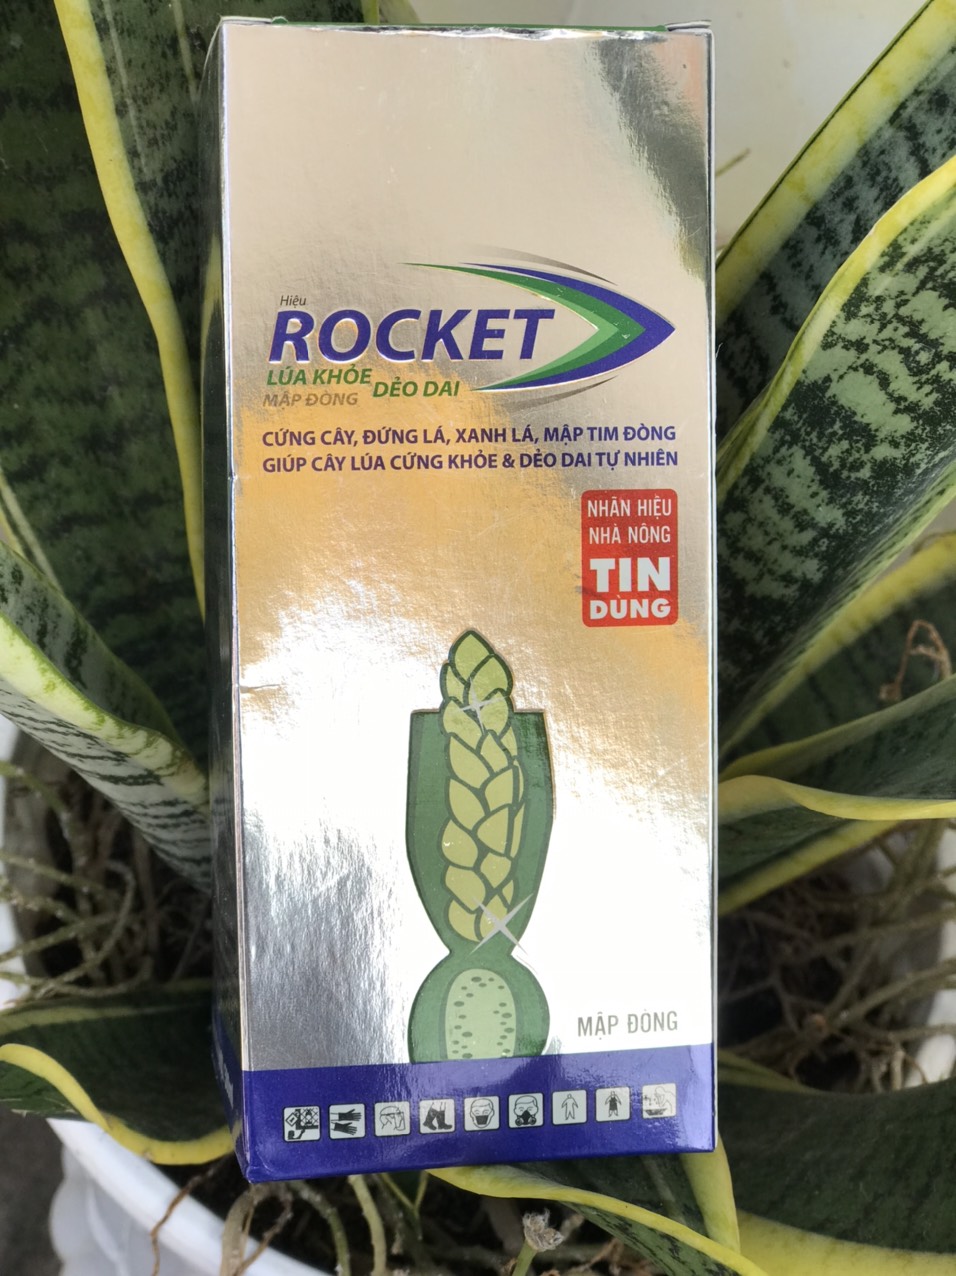 Hiệu
ROCKET
LÚA KHỎE DẺO DAI
MẬP ĐÒNG
CỨNG CÂY, ĐỨNG LÁ, XANH LÁ, MẬP TIM ĐÒNG
GIÚP CÂY LÚA CỨNG KHỎE & DẺO DAI TỰ NHIÊN
NHÃN HIỆU
NHÀ NÔNG
TIN
DÙNG
MẬP ĐÒNG